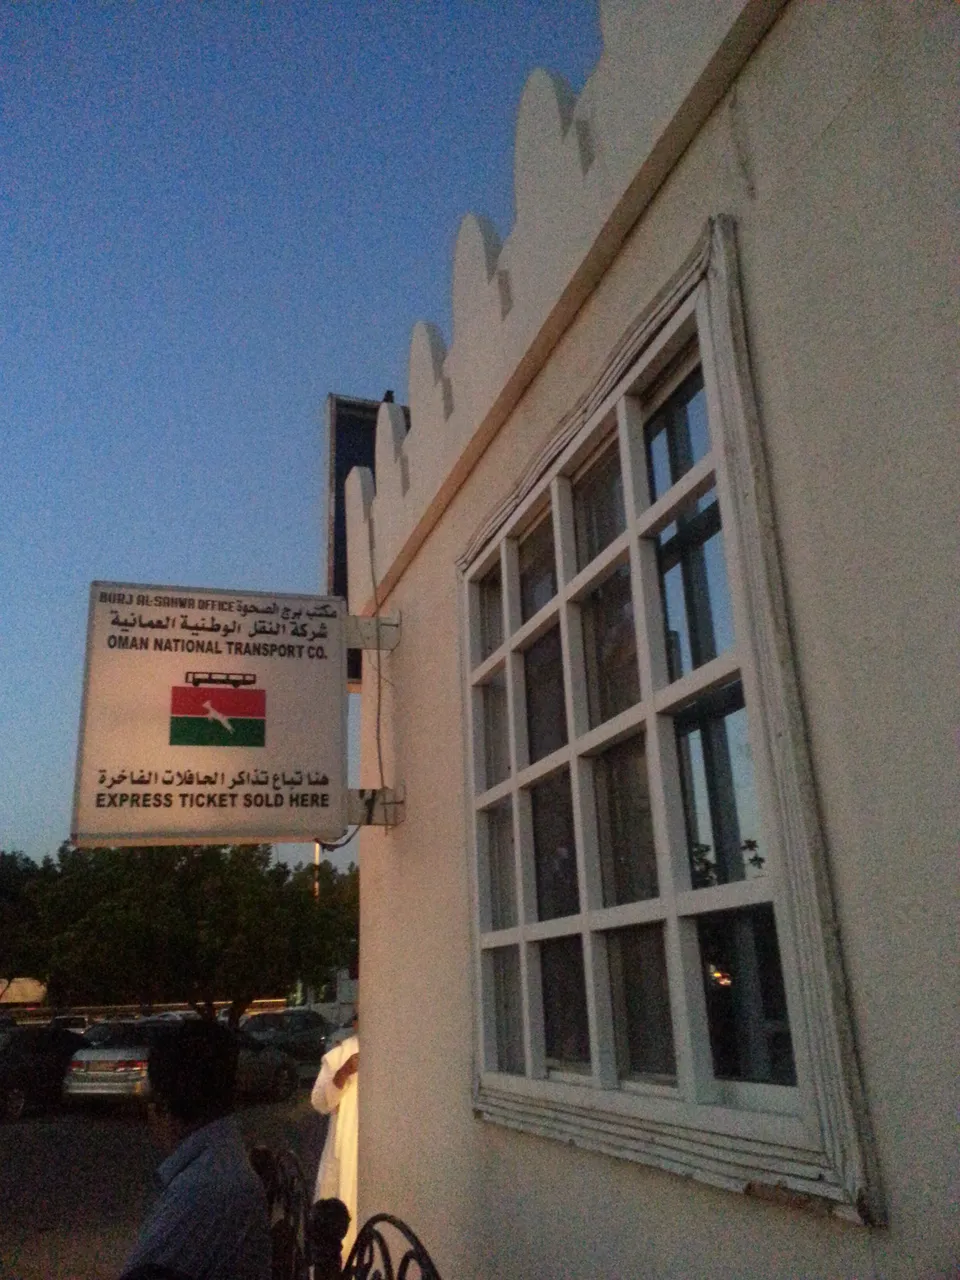 BURJ AL-SAHWA OFFICE مكتب برج الصحوة
شركة النقل الوطنية العمانية
OMAN NATIONAL TRANSPORT CO.
هنا تباع تذاكر الحافلات الفاخرة
EXPRESS TICKET SOLD HERE